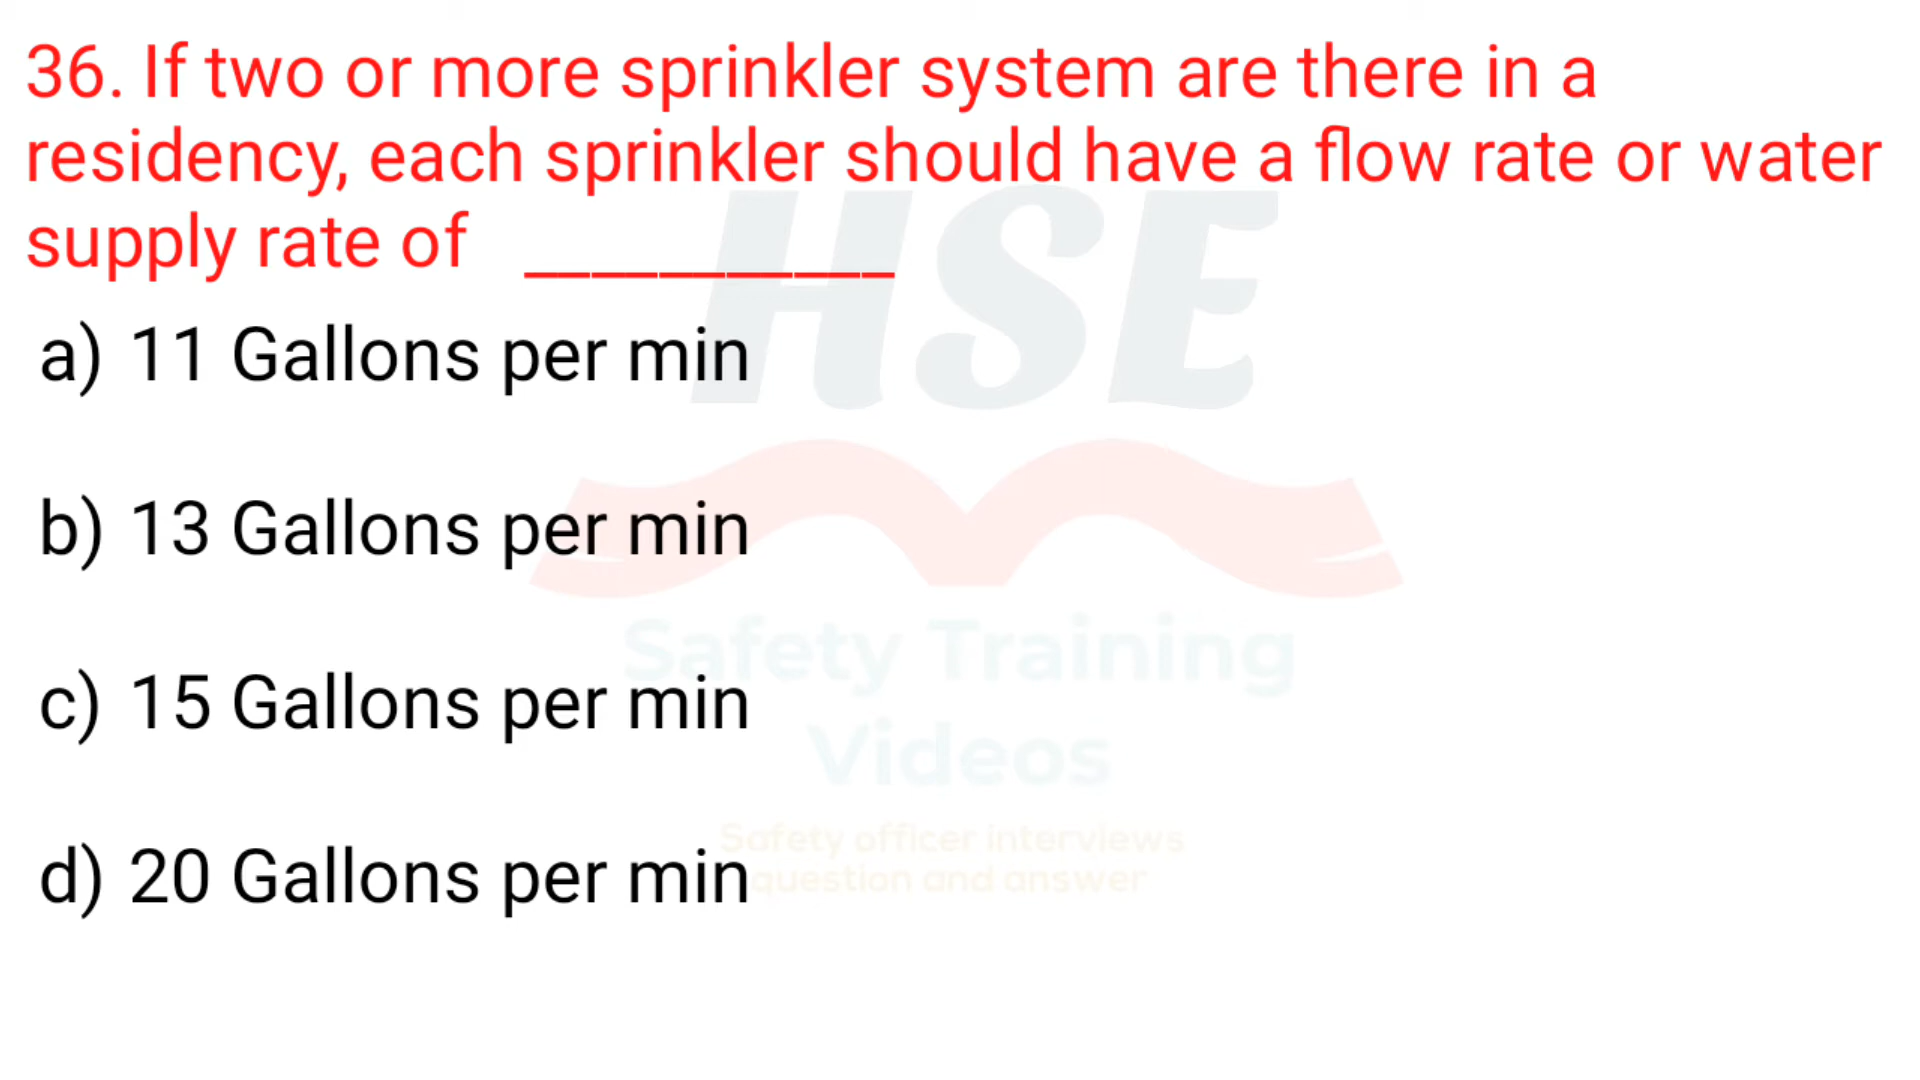 36. If two or more sprinkler system are there in a
residency, each sprinkler should have a flow rate or water
supply rate of ___________
a) 11 Gallons per min
b) 13 Gallons per min
c) 15 Gallons per min
d) 20 Gallons per min
HSE
Safety Training
Videos
Safety officer interviews
question and answer